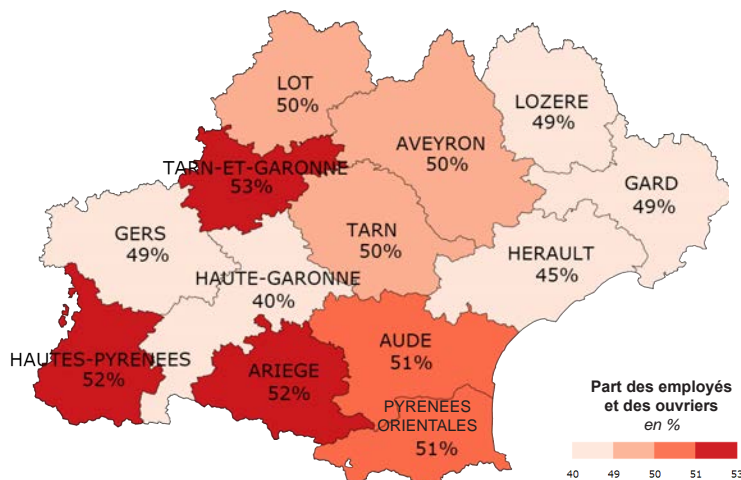 LOT
50%
LOZERE
49%
AVEYRON
50%
TARN-ET-GARONNE
53%
GARD
49%
GERS
49%
TARN
50%
HERAULT
45%
HAUTE-GARONNE
40%
HAUTES-PYRENEES
52%
ARIEGE
52%
AUDE
51%
PYRENEES
ORIENTALES
51%
Part des employés
et des ouvriers
en %
40 49 50 51 53